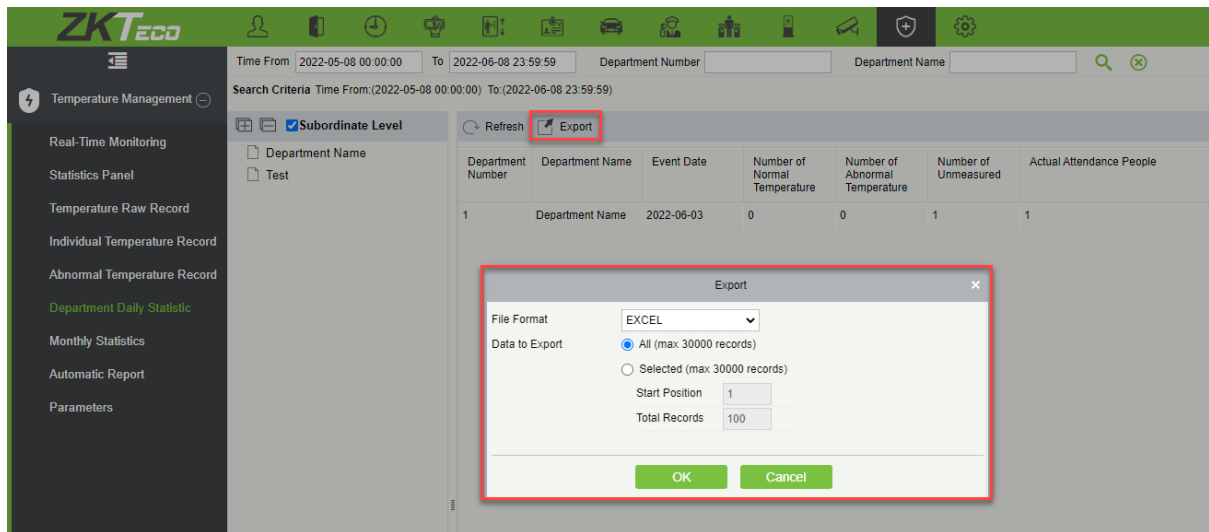 ZKTeco
Time From 2022-05-08 00:00:00 To 2022-06-08 23:59:59 Department Number Department Name
Search Criteria Time From:(2022-05-08 00:00:00) To:(2022-06-08 23:59:59)
Temperature Management
Real-Time Monitoring
Statistics Panel
Temperature Raw Record
Individual Temperature Record
Abnormal Temperature Record
Department Daily Statistic
Monthly Statistics
Automatic Report
Parameters
Subordinate Level
Department Name
Test
Refresh Export
Department Number Department Name Event Date Number of Normal Temperature Number of Abnormal Temperature Number of Unmeasured Actual Attendance People
1 Department Name 2022-06-03 0 0 1 1
Export
File Format EXCEL
Data to Export All (max 30000 records)
Selected (max 30000 records)
Start Position 1
Total Records 100
OK Cancel